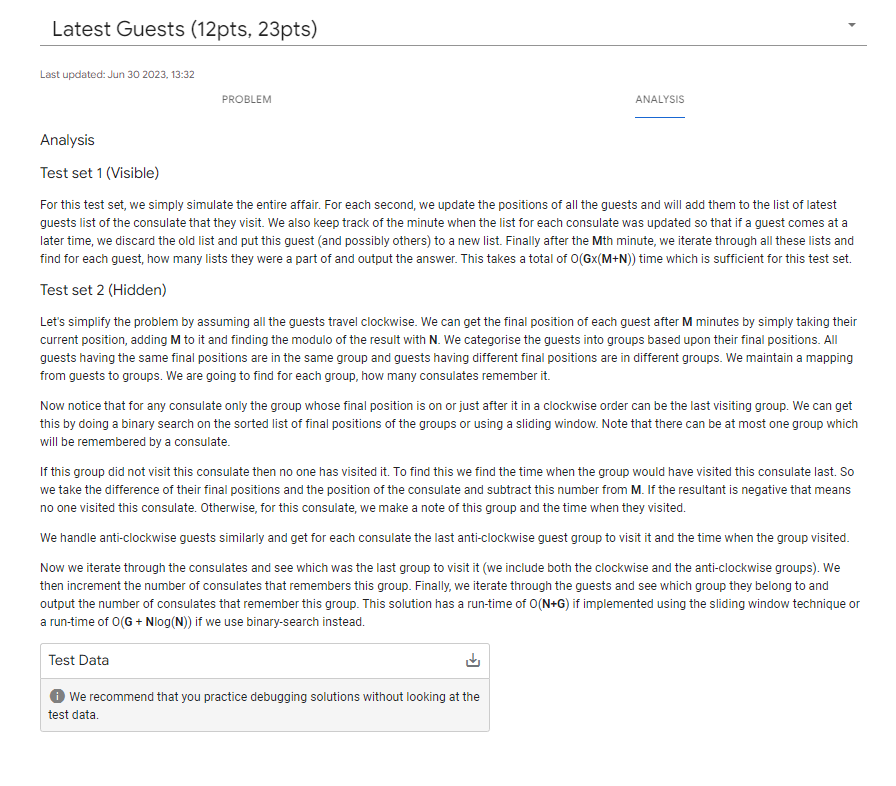 Latest Guests (12pts, 23pts)
Last updated: Jun 30 2023, 13:32
PROBLEM
ANALYSIS
Analysis
Test set 1 (Visible)
For this test set, we simply simulate the entire affair. For each second, we update the positions of all the guests and will add them to the list of latest
guests list of the consulate that they visit. We also keep track of the minute when the list for each consulate was updated so that if a guest comes at a
later time, we discard the old list and put this guest (and possibly others) to a new list. Finally after the Mth minute, we iterate through all these lists and
find for each guest, how many lists they were a part of and output the answer. This takes a total of O(Gx(M+N)) time which is sufficient for this test set.
Test set 2 (Hidden)
Let's simplify the problem by assuming all the guests travel clockwise. We can get the final position of each guest after M minutes by simply taking their
current position, adding M to it and finding the modulo of the result with N. We categorise the guests into groups based upon their final positions. All
guests having the same final positions are in the same group and guests having different final positions are in different groups. We maintain a mapping
from guests to groups. We are going to find for each group, how many consulates remember it.
Now notice that for any consulate only the group whose final position is on or just after it in a clockwise order can be the last visiting group. We can get
this by doing a binary search on the sorted list of final positions of the groups or using a sliding window. Note that there can be at most one group which
will be remembered by a consulate.
If this group did not visit this consulate then no one has visited it. To find this we find the time when the group would have visited this consulate last. So
we take the difference of their final positions and the position of the consulate and subtract this number from M. If the resultant is negative that means
no one visited this consulate. Otherwise, for this consulate, we make a note of this group and the time when they visited.
We handle anti-clockwise guests similarly and get for each consulate the last anti-clockwise guest group to visit it and the time when the group visited.
Now we iterate through the consulates and see which was the last group to visit it (we include both the clockwise and the anti-clockwise groups). We
then increment the number of consulates that remembers this group. Finally, we iterate through the guests and see which group they belong to and
output the number of consulates that remember this group. This solution has a run-time of O(N+G) if implemented using the sliding window technique or
a run-time of O(G + Nlog(N)) if we use binary-search instead.
Test Data
We recommend that you practice debugging solutions without looking at the
test data.